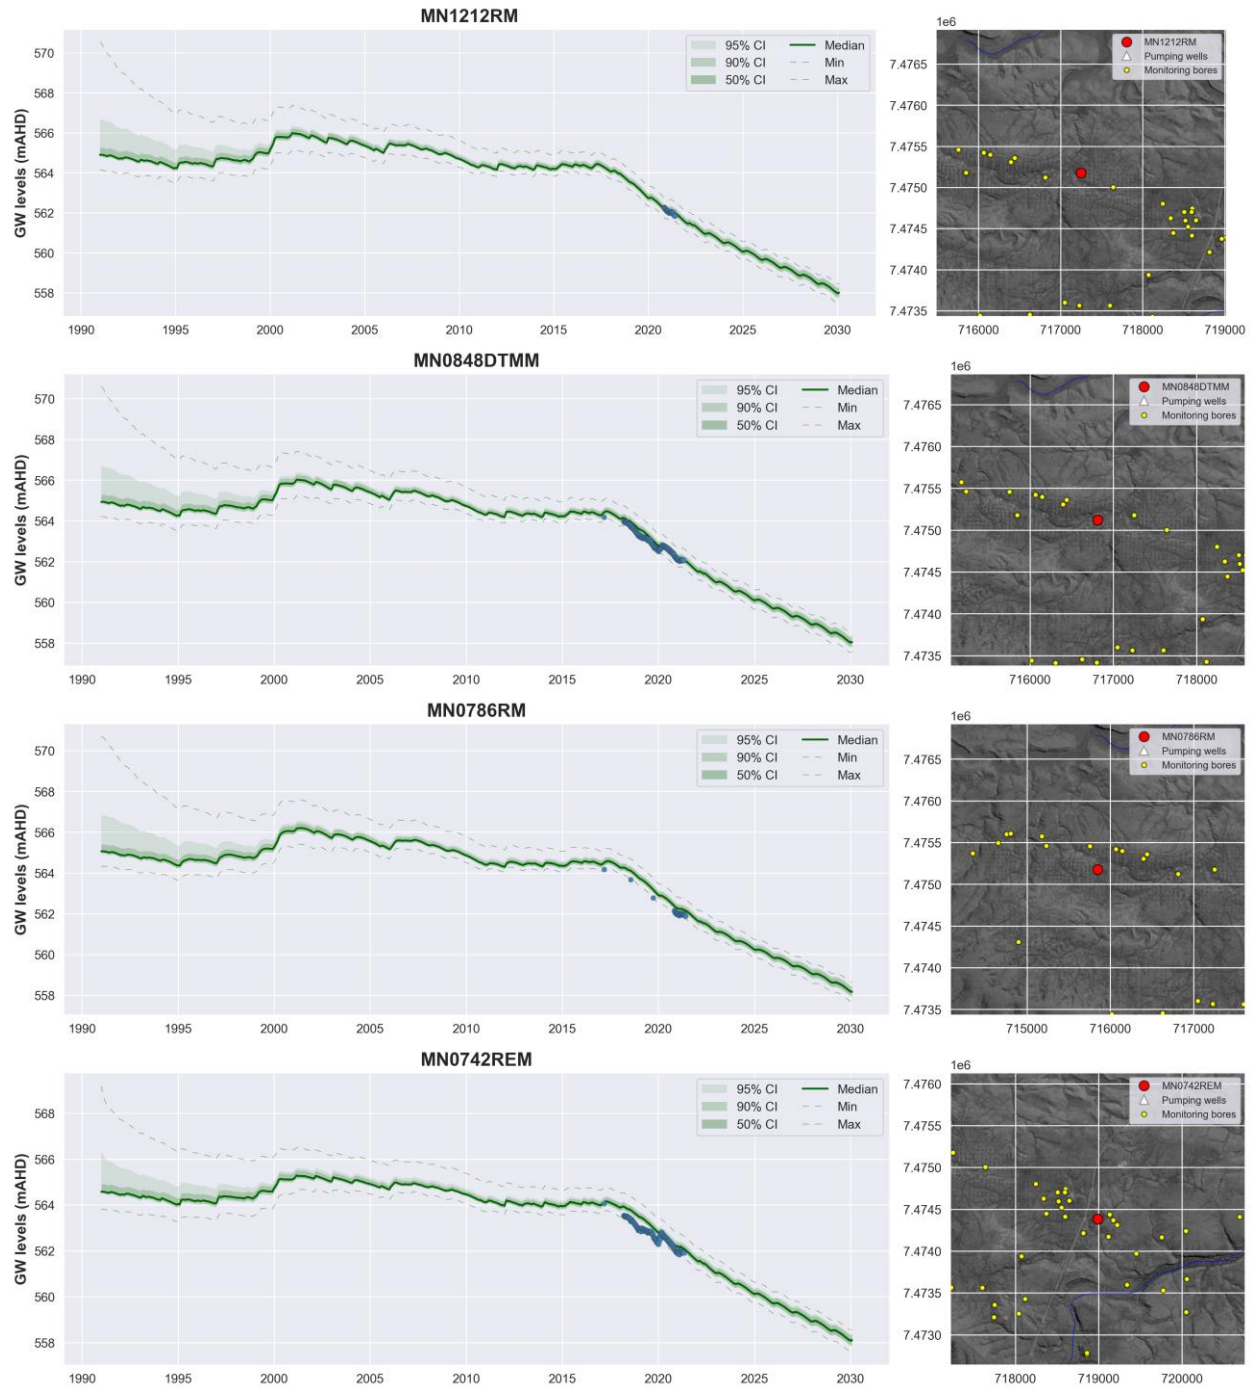 MN1212RM
GW levels (mAHD)
570
568
566
564
562
560
558
1990 1995 2000 2005 2010 2015 2020 2025 2030
95% CI
90% CI
50% CI
Median
Min
Max
1e6
7.4765
7.4760
7.4755
7.4750
7.4745
7.4740
7.4735
716000 717000 718000 719000
MN1212RM
Pumping wells
Monitoring bores
MN0848DTMM
GW levels (mAHD)
570
568
566
564
562
560
558
1990 1995 2000 2005 2010 2015 2020 2025 2030
95% CI
90% CI
50% CI
Median
Min
Max
1e6
7.4765
7.4760
7.4755
7.4750
7.4745
7.4740
7.4735
716000 717000 718000
MN0848DTMM
Pumping wells
Monitoring bores
MN0786RM
GW levels (mAHD)
570
568
566
564
562
560
558
1990 1995 2000 2005 2010 2015 2020 2025 2030
95% CI
90% CI
50% CI
Median
Min
Max
1e6
7.4765
7.4760
7.4755
7.4750
7.4745
7.4740
7.4735
715000 716000 717000
MN0786RM
Pumping wells
Monitoring bores
MN0742REM
GW levels (mAHD)
568
566
564
562
560
558
1990 1995 2000 2005 2010 2015 2020 2025 2030
95% CI
90% CI
50% CI
Median
Min
Max
1e6
7.4760
7.4755
7.4750
7.4745
7.4740
7.4735
7.4730
718000 719000 720000
MN0742REM
Pumping wells
Monitoring bores